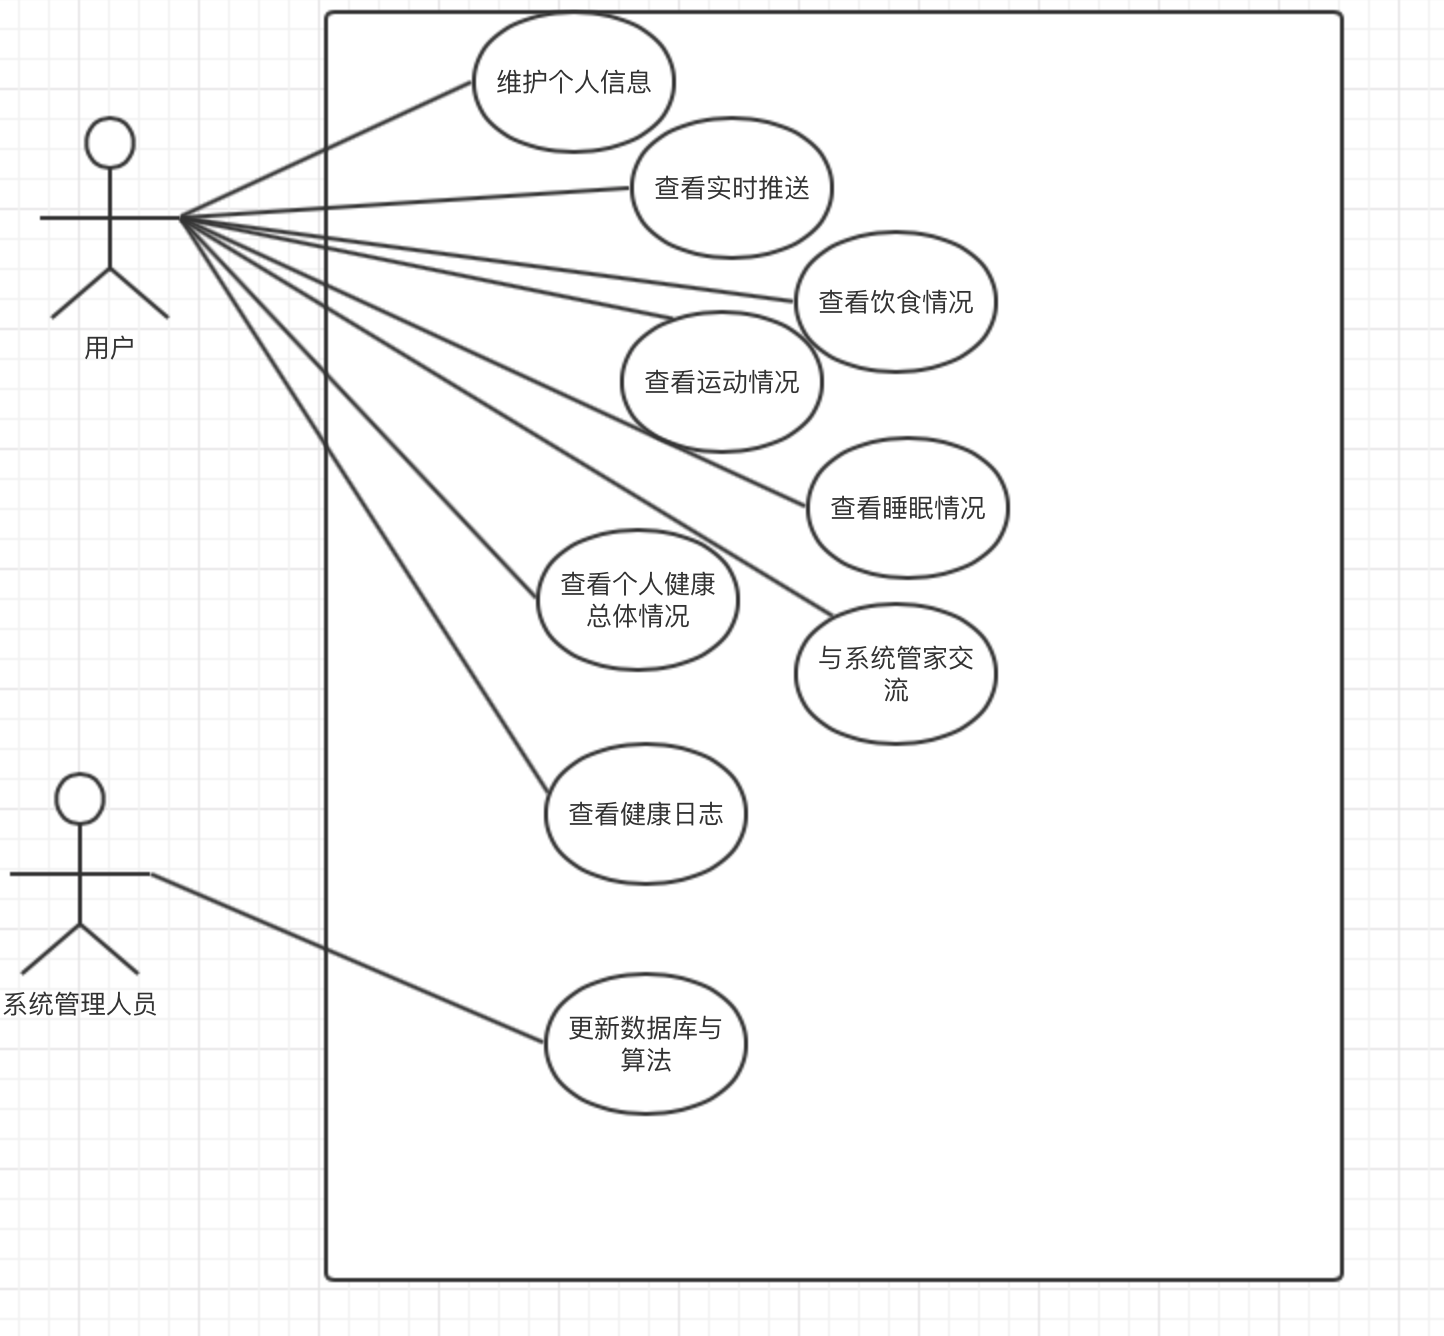 维护个人信息
查看实时推送
查看饮食情况
用户
查看运动情况
查看睡眠情况
查看个人健康
总体情况
与系统管家交
流
查看健康日志
系统管理人员
更新数据库与
算法